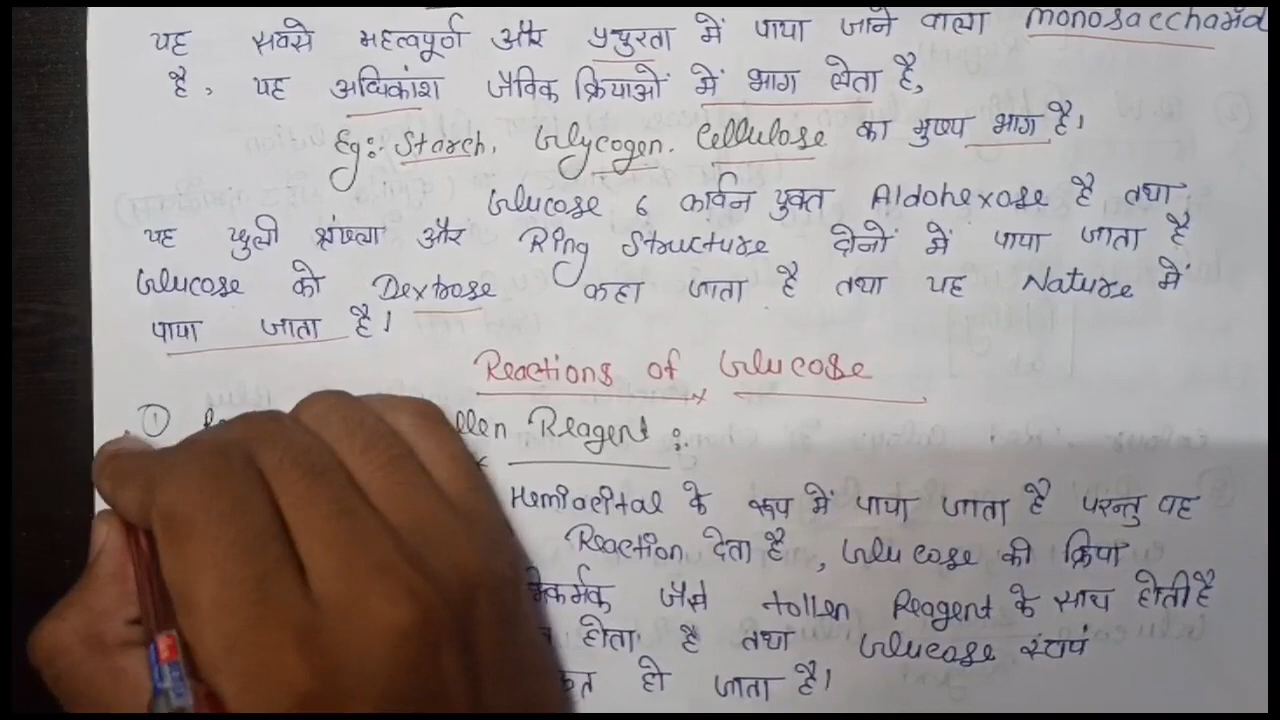 यह सबसे महत्वपूर्ण और प्रचुरता में पाया जाने वाला monosaccharid
है, यह अधिकांश जैविक क्रियाओं में भाग लेता है,
Eg:- Starch, Glycogen. Cellulose का मुख्य भाग है।
Glucose 6 कार्बन युक्त Aldohexose है तथा
यह खुली श्रंखला और Ring Structure दोनों में पाया जाता है
Glucose को Dextrose कहा जाता है तथा यह Nature में
पाया जाता है।
Reactions of Glucose
① llen Reagent :-
Hemiacital के रूप में पाया जाता है परन्तु यह
Reaction देता है, Glucose की क्रिया
जैसे tollen Reagent के साथ होती है
होता है तथा Glucose स्वयं
हो जाता है।